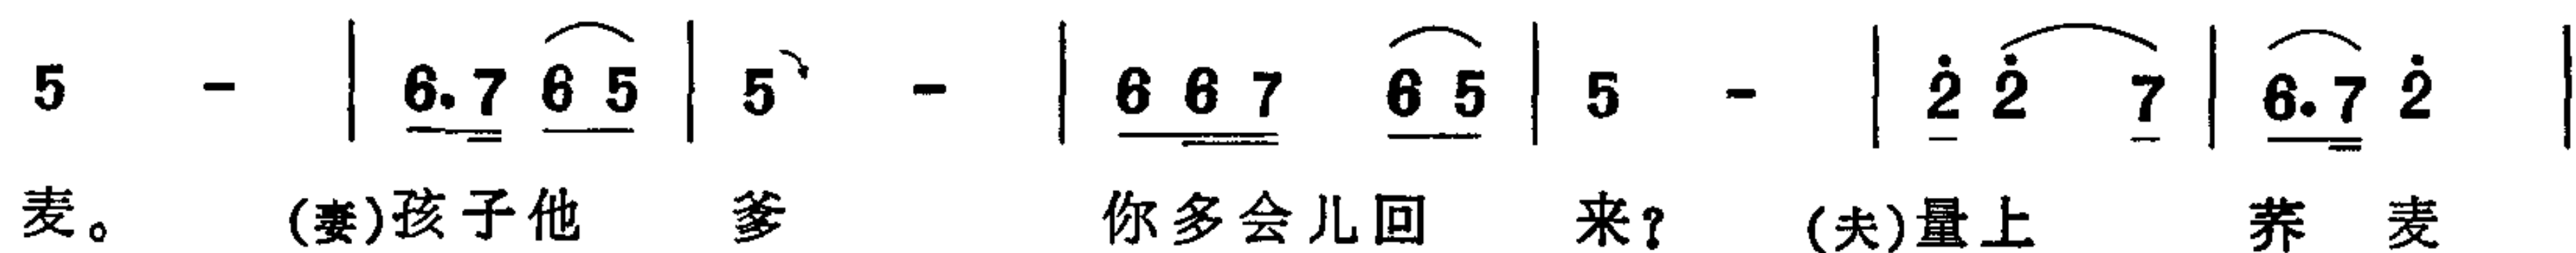 5 - | 6. 7 6 5 | 5 - | 6 6 7 6 5 | 5 - | 2̇ 2̇ 7 | 6. 7 2̇ |
麦。 (妻)孩子他 爹 你多会儿回 来? (夫)量上 荞 麦